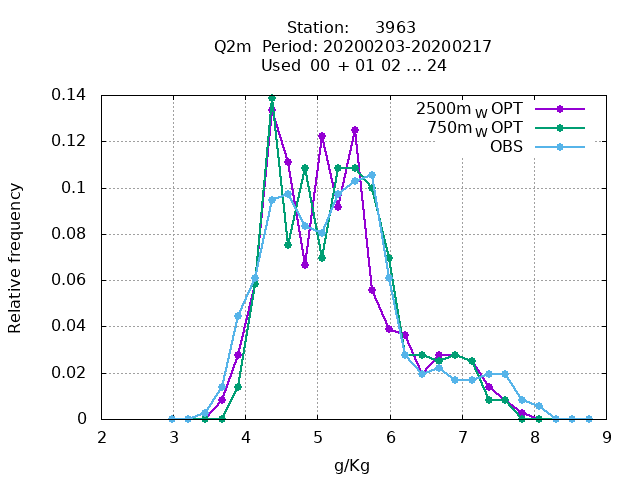 Station: 3963
Q2m Period: 20200203-20200217
Used 00 + 01 02 ... 24
2500m_W OPT
750m_W OPT
OBS
0.14
0.12
0.1
0.08
0.06
0.04
0.02
0
Relative frequency
2 3 4 5 6 7 8 9
g/Kg